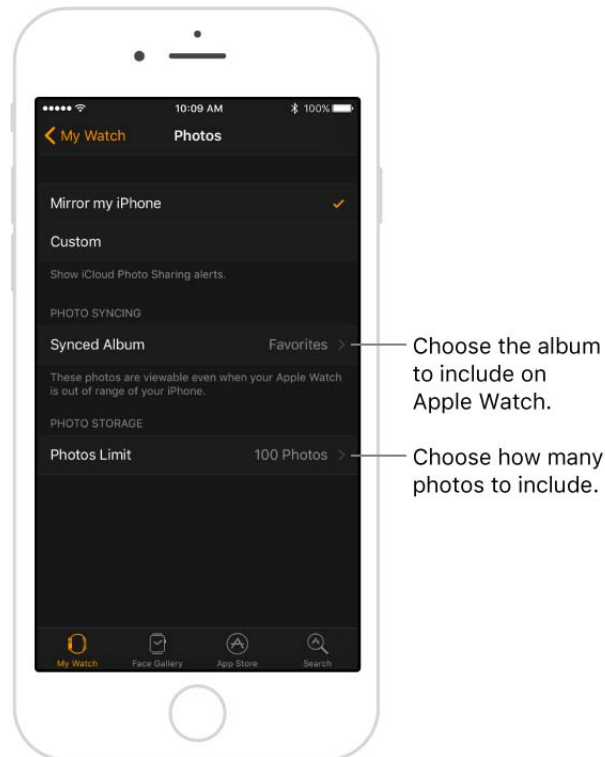 10:09 AM 100%
My Watch Photos
Mirror my iPhone
Custom
Show iCloud Photo Sharing alerts.
PHOTO SYNCING
Synced Album Favorites
These photos are viewable even when your Apple Watch
is out of range of your iPhone.
PHOTO STORAGE
Photos Limit 100 Photos
My Watch Face Gallery App Store Search
Choose the album
to include on
Apple Watch.
Choose how many
photos to include.